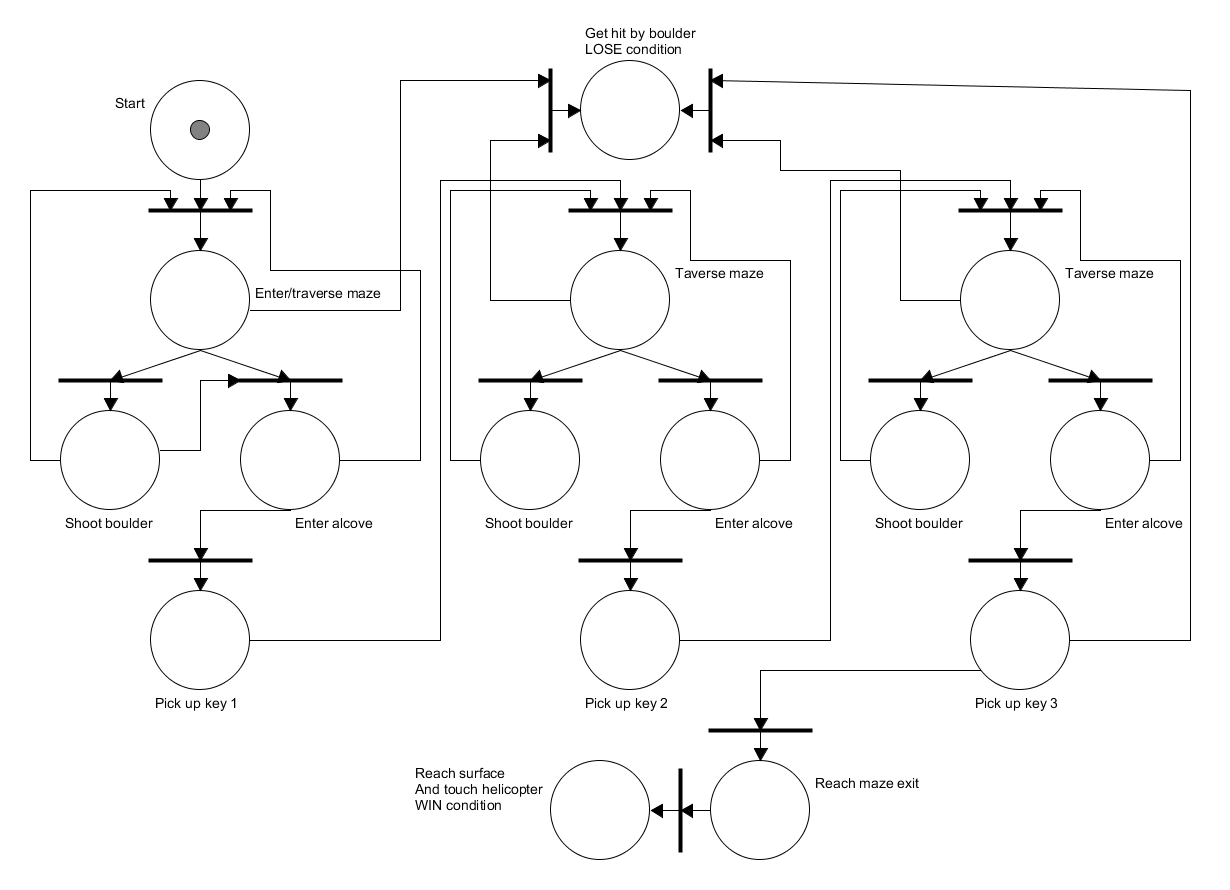 Get hit by boulder
LOSE condition
Start
Enter/traverse maze
Taverse maze
Taverse maze
Shoot boulder
Enter alcove
Shoot boulder
Enter alcove
Shoot boulder
Enter alcove
Pick up key 1
Pick up key 2
Pick up key 3
Reach surface
And touch helicopter
WIN condition
Reach maze exit